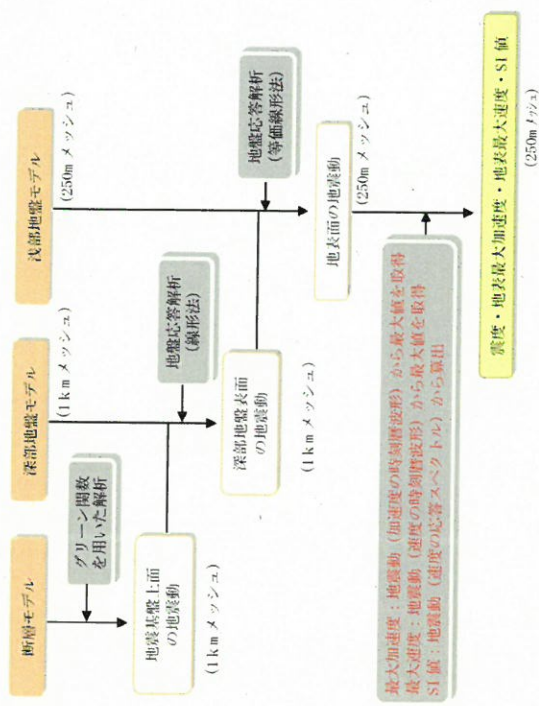 断層モデル
深部地盤モデル
(1kmメッシュ)
浅部地盤モデル
(250mメッシュ)
グリーン関数
を用いた解析
地震基盤上面
の地震動
(1kmメッシュ)
地盤応答解析
(線形法)
深部地盤表面
の地震動
(1kmメッシュ)
地盤応答解析
(等価線形法)
地表面の地震動
(250mメッシュ)
最大加速度:地震動(加速度の時刻暦波形)から最大値を取得
最大速度:地震動(速度の時刻暦波形)から最大値を取得
SI値:地震動(速度の応答スペクトル)から算出
震度・地表最大加速度・地表最大速度・SI値
(250mメッシュ)